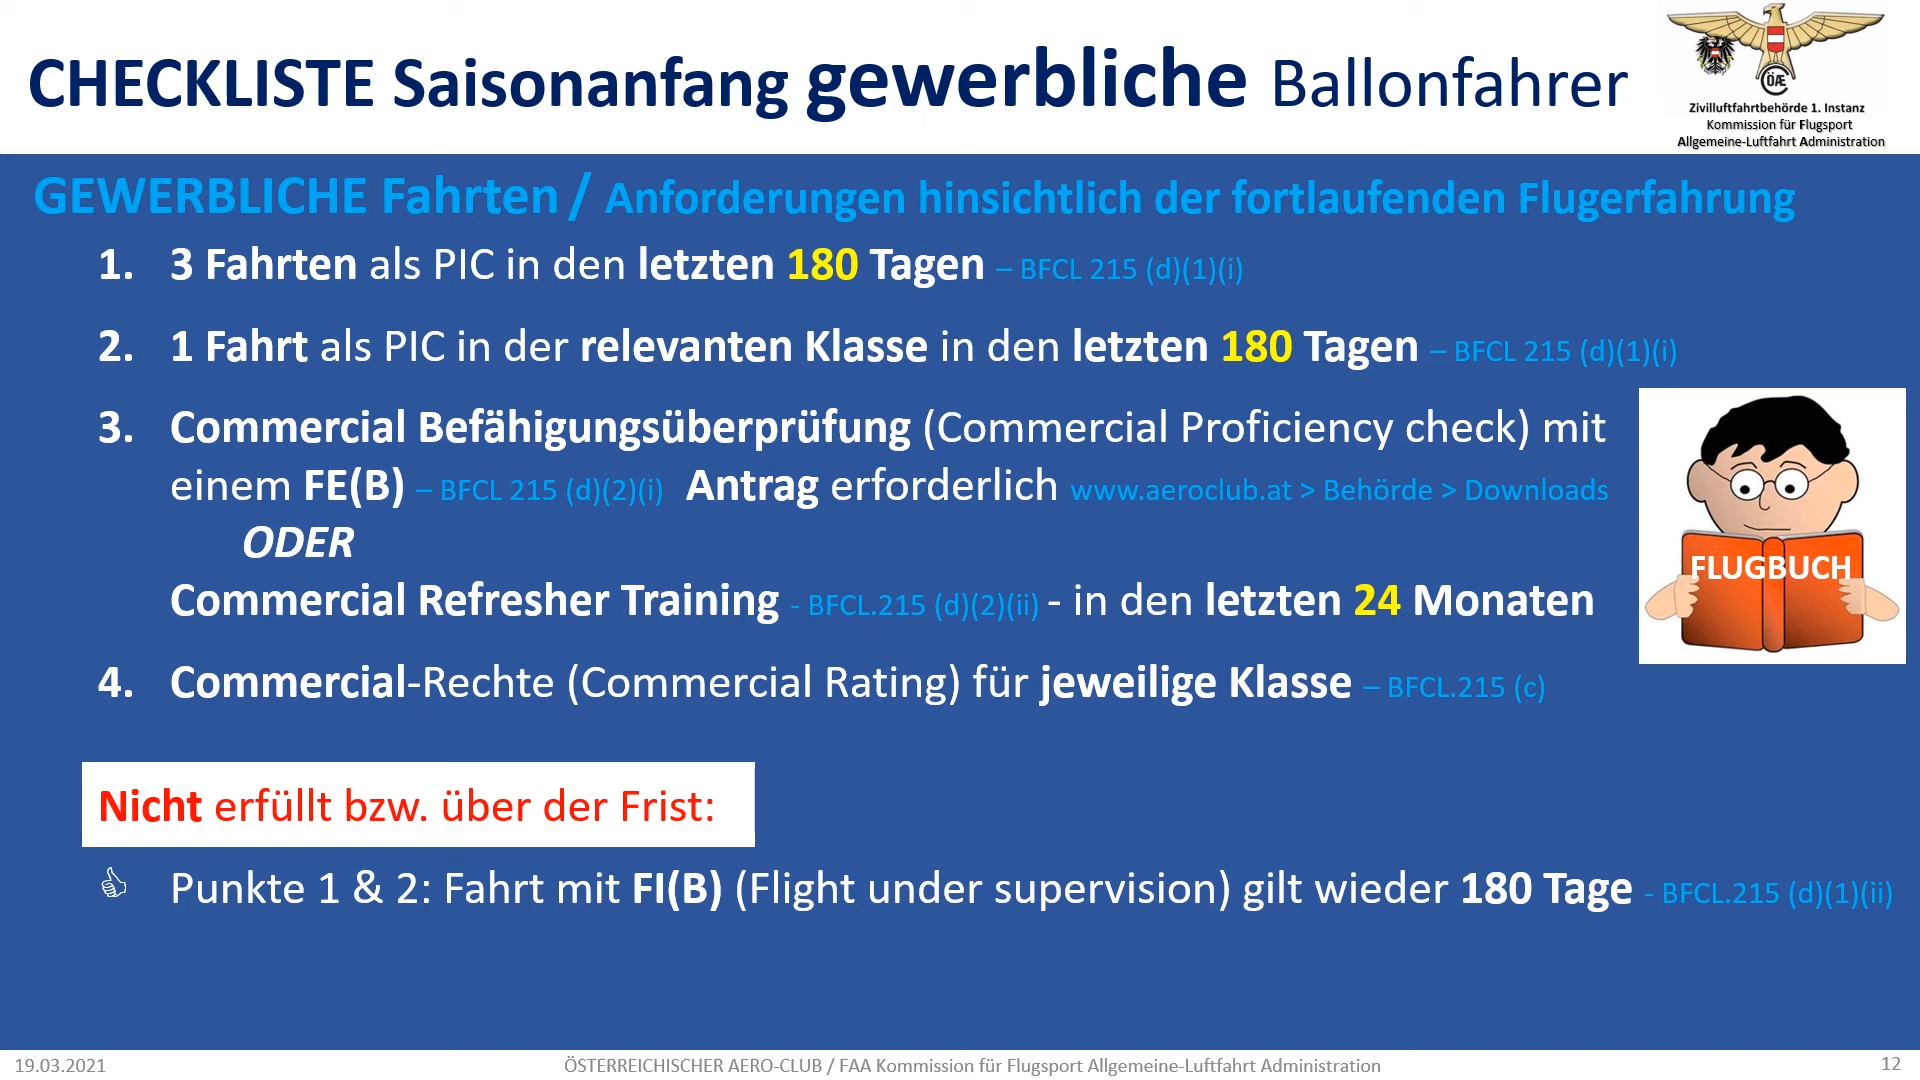 CHECKLISTE Saisonanfang gewerbliche Ballonfahrer
ÖÆC
Zivilluftfahrtbehörde 1. Instanz
Kommission für Flugsport
Allgemeine-Luftfahrt Administration
GEWERBLICHE Fahrten / Anforderungen hinsichtlich der fortlaufenden Flugerfahrung
1. 3 Fahrten als PIC in den letzten 180 Tagen – BFCL 215 (d)(1)(i)
2. 1 Fahrt als PIC in der relevanten Klasse in den letzten 180 Tagen – BFCL 215 (d)(1)(i)
3. Commercial Befähigungsüberprüfung (Commercial Proficiency check) mit
einem FE(B) – BFCL 215 (d)(2)(i) Antrag erforderlich www.aeroclub.at > Behörde > Downloads
ODER
Commercial Refresher Training - BFCL.215 (d)(2)(ii) - in den letzten 24 Monaten
FLUGBUCH
4. Commercial-Rechte (Commercial Rating) für jeweilige Klasse – BFCL.215 (c)
Nicht erfüllt bzw. über der Frist:
Punkte 1 & 2: Fahrt mit FI(B) (Flight under supervision) gilt wieder 180 Tage - BFCL.215 (d)(1)(ii)
19.03.2021
ÖSTERREICHISCHER AERO-CLUB / FAA Kommission für Flugsport Allgemeine-Luftfahrt Administration
12